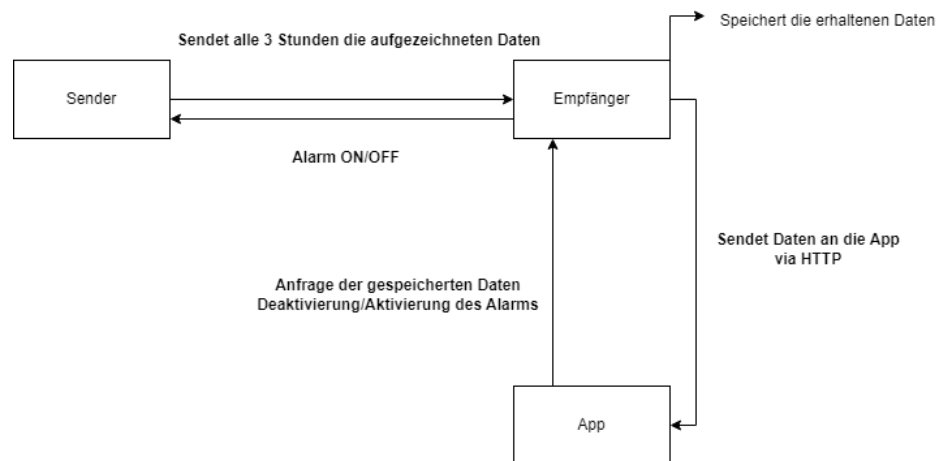 Speichert die erhaltenen Daten
Sendet alle 3 Stunden die aufgezeichneten Daten
Sender
Empfänger
Alarm ON/OFF
Sendet Daten an die App
via HTTP
Anfrage der gespeicherten Daten
Deaktivierung/Aktivierung des Alarms
App